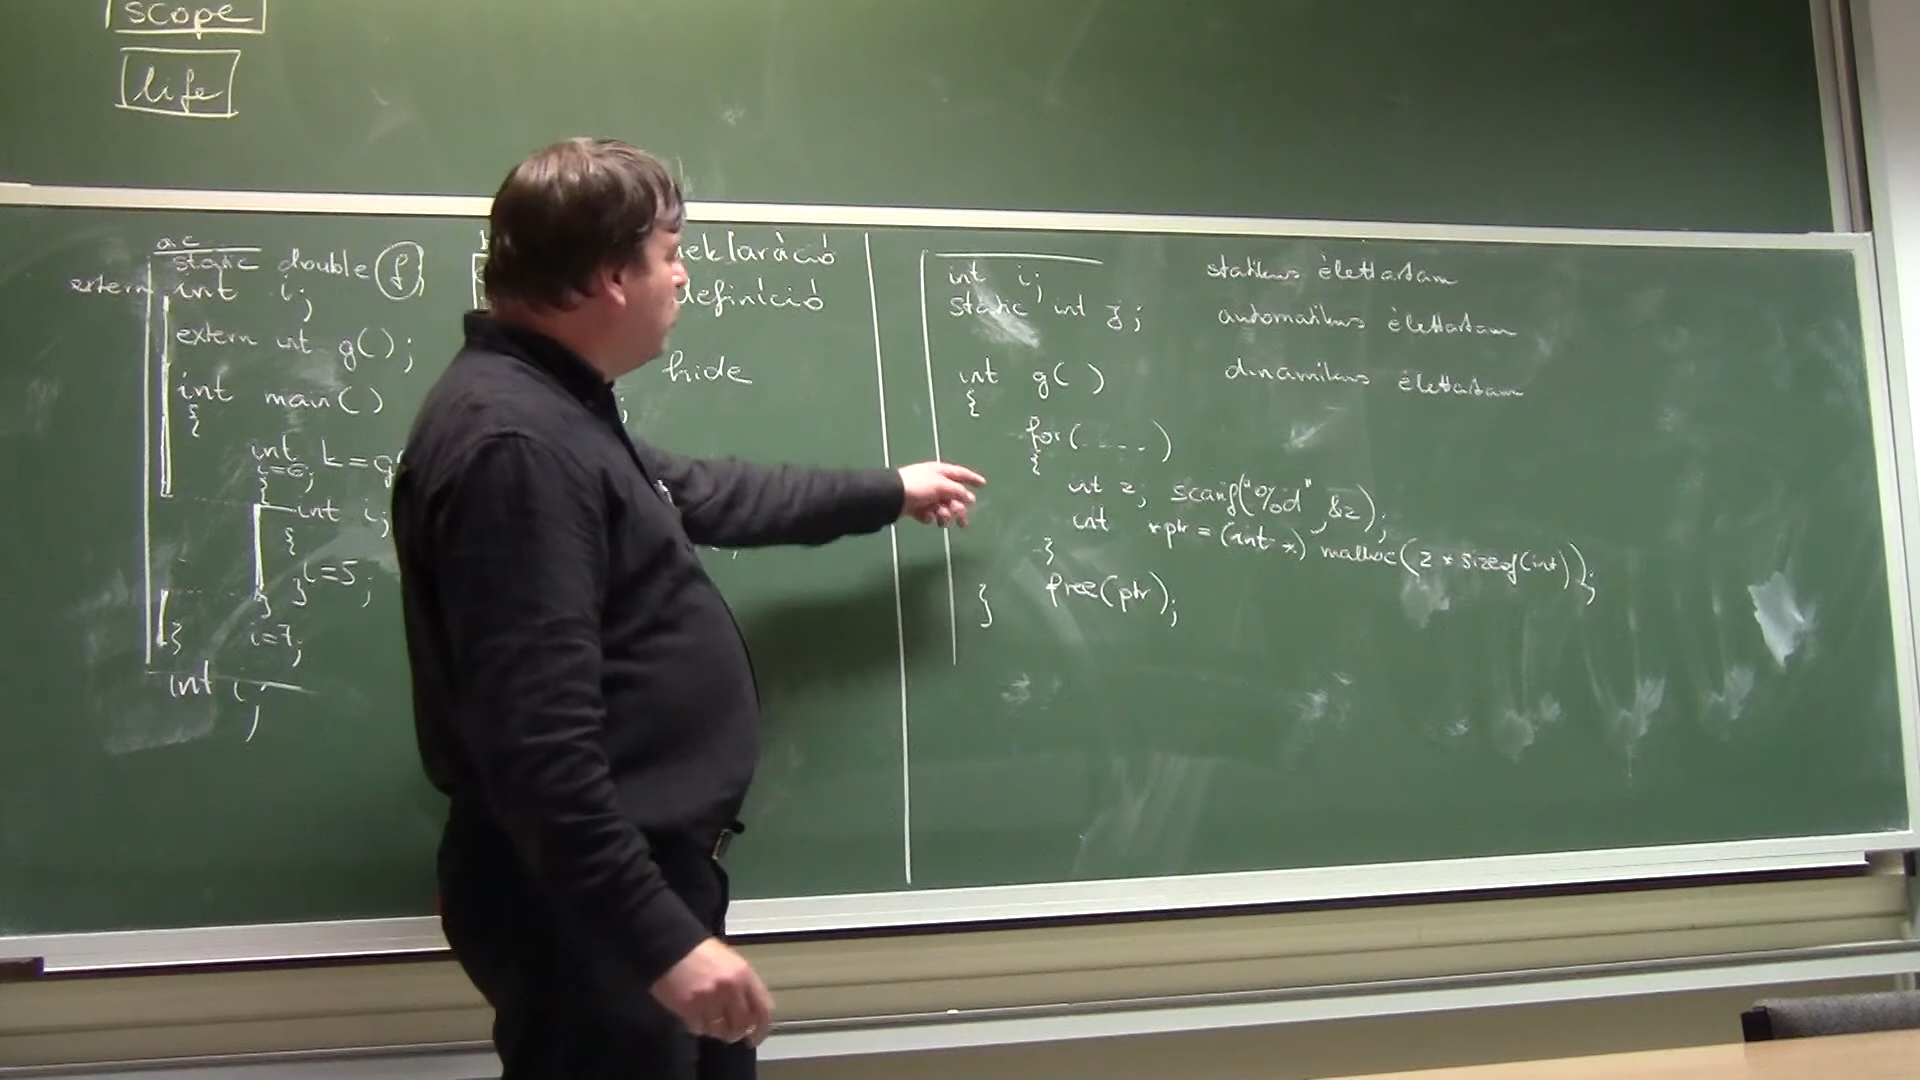 scope
life
a.c
static double f,
extern int i;
extern int g();
int main()
{
int k=g
i=6;
{
int i;
{
i=5;
}
}
} i=7;
int i;
deklaráció
definíció
hide
int i;
static int j;
int g()
{
for(....)
{
int z; scanf("%d", &z);
int *ptr = (int *) malloc(z * sizeof(int));
}
free(ptr);
}
statikus élettartam
automatikus élettartam
dinamikus élettartam